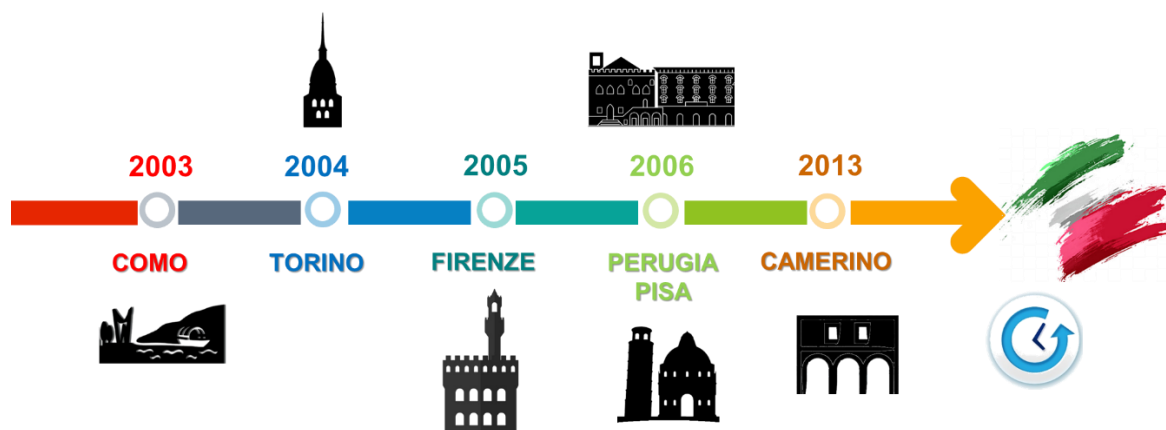 2003
2004
2005
2006
2013
COMO
TORINO
FIRENZE
PERUGIA
PISA
CAMERINO